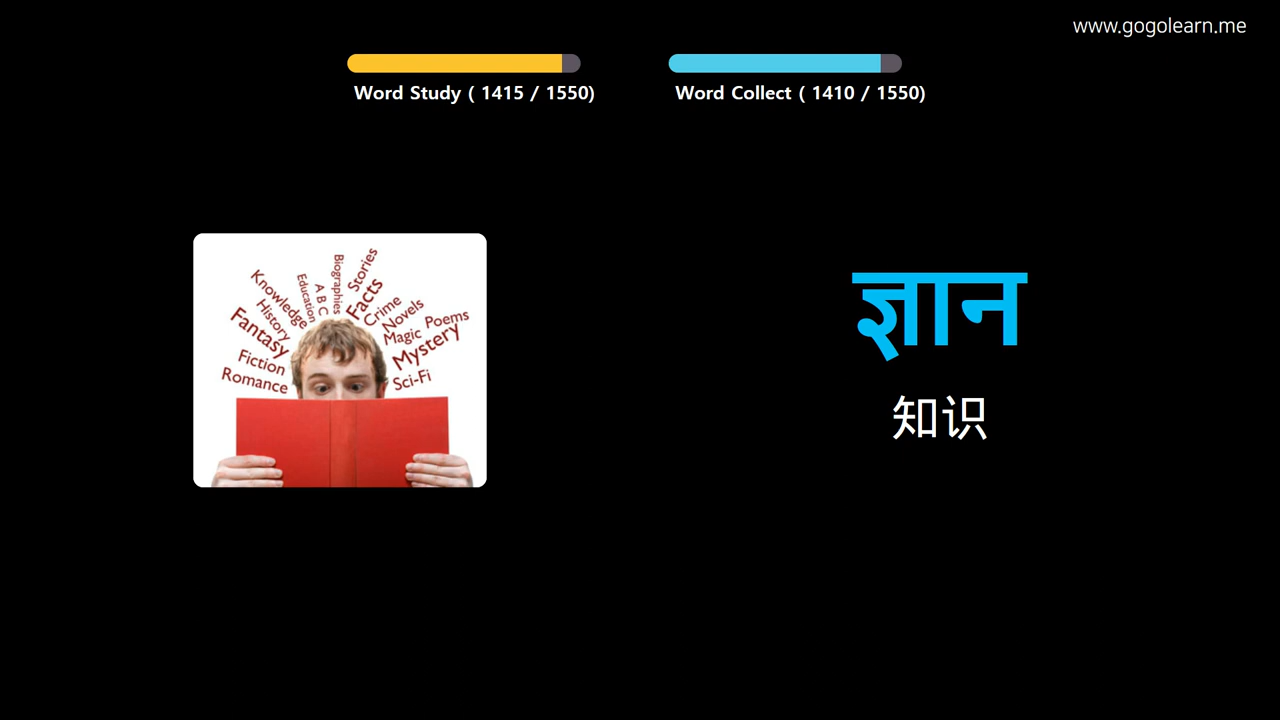 www.gogolearn.me
Word Study ( 1415 / 1550)
Word Collect ( 1410 / 1550)
Knowledge
History
Fantasy
Fiction
Romance
Education
A B C
Biographies
Stories
Facts
Crime
Novels
Magic
Poems
Mystery
Sci-Fi
ज्ञान
知识